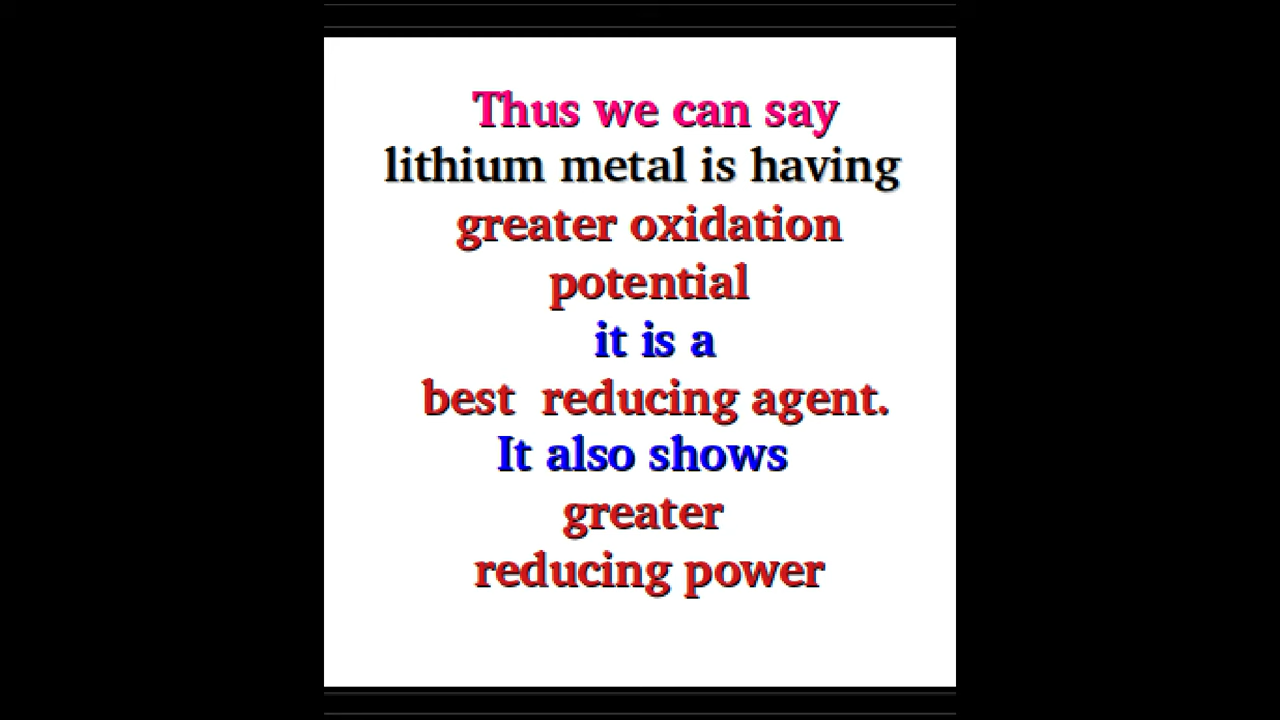 Thus we can say
lithium metal is having
greater oxidation
potential
it is a
best reducing agent.
It also shows
greater
reducing power